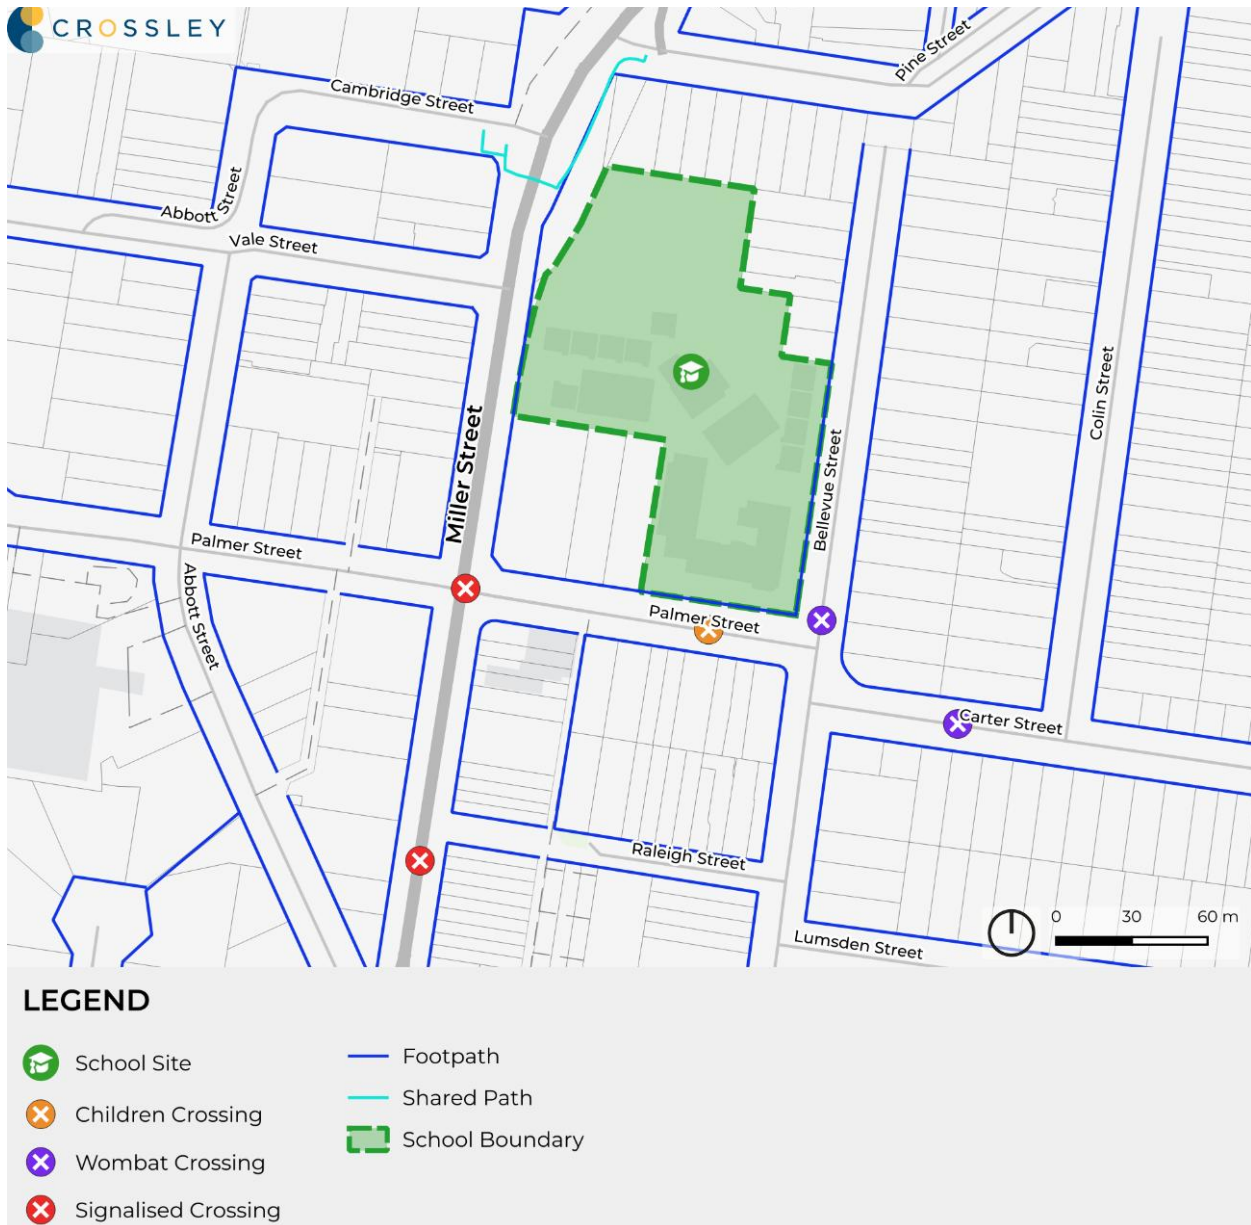 CROSSLEY
Pine Street
Cambridge Street
Abbott Street
Vale Street
Colin Street
Miller Street
Bellevue Street
Palmer Street
Abbott Street
Palmer Street
Carter Street
Raleigh Street
0 30 60 m
Lumsden Street
LEGEND
School Site
Children Crossing
Wombat Crossing
Signalised Crossing
Footpath
Shared Path
School Boundary